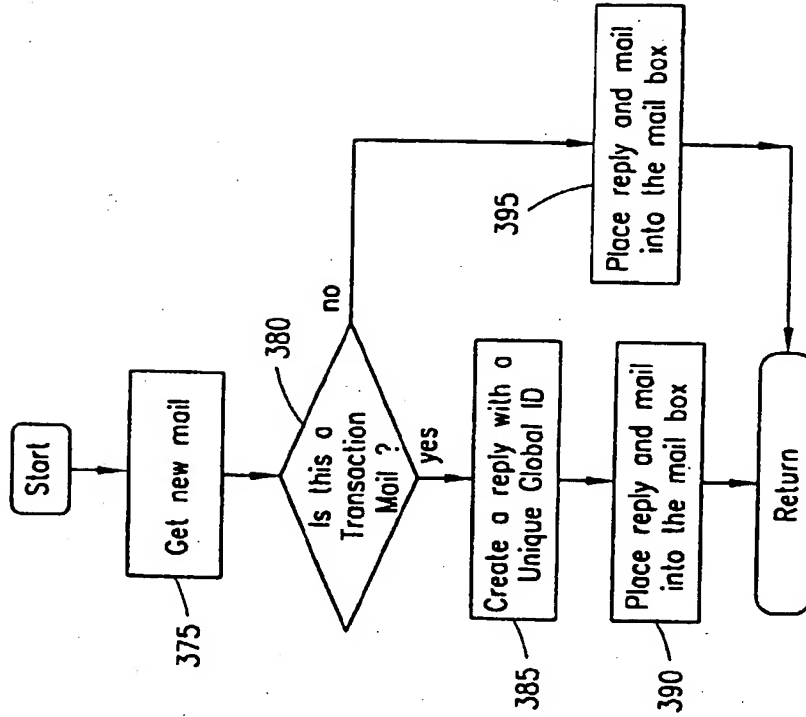 Start
Get new mail
375
Is this a
Transaction
Mail ?
380
no
yes
Create a reply with a
Unique Global ID
385
Place reply and mail
into the mail box
390
Place reply and mail
into the mail box
395
Return